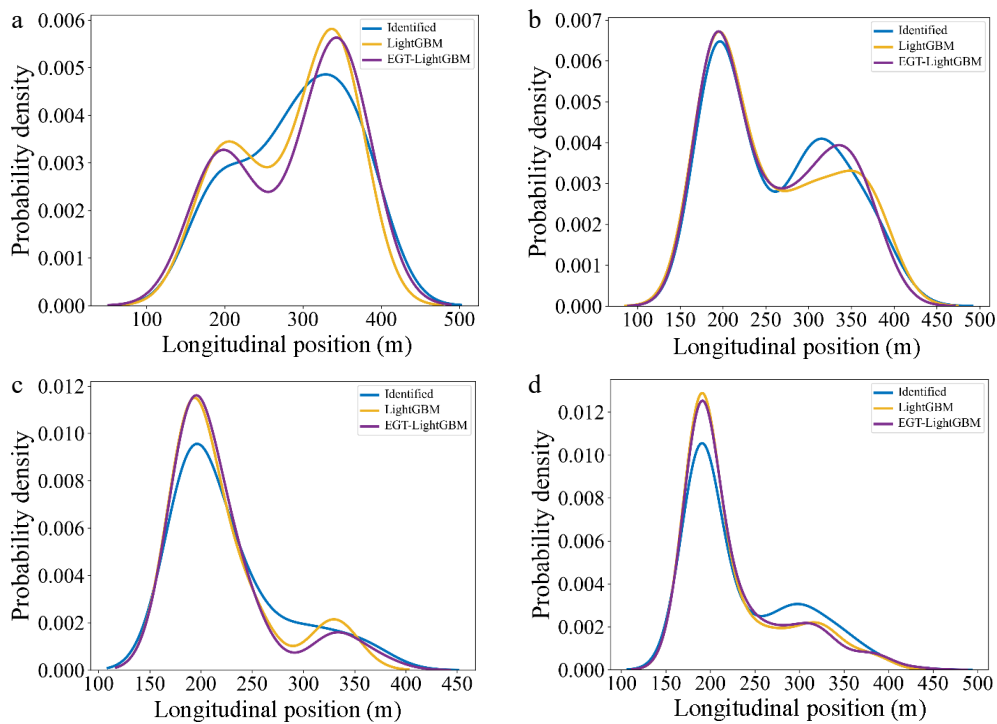 a
0.006
0.005
0.004
0.003
0.002
0.001
0.000
Probability density
100 200 300 400 500
Longitudinal position (m)
Identified
LightGBM
EGT-LightGBM
b
0.007
0.006
0.005
0.004
0.003
0.002
0.001
0.000
Probability density
100 150 200 250 300 350 400 450 500
Longitudinal position (m)
Identified
LightGBM
EGT-LightGBM
c
0.012
0.010
0.008
0.006
0.004
0.002
0.000
Probability density
100 150 200 250 300 350 400 450
Longitudinal position (m)
Identified
LightGBM
EGT-LightGBM
d
0.012
0.010
0.008
0.006
0.004
0.002
0.000
Probability density
100 150 200 250 300 350 400 450 500
Longitudinal position (m)
Identified
LightGBM
EGT-LightGBM